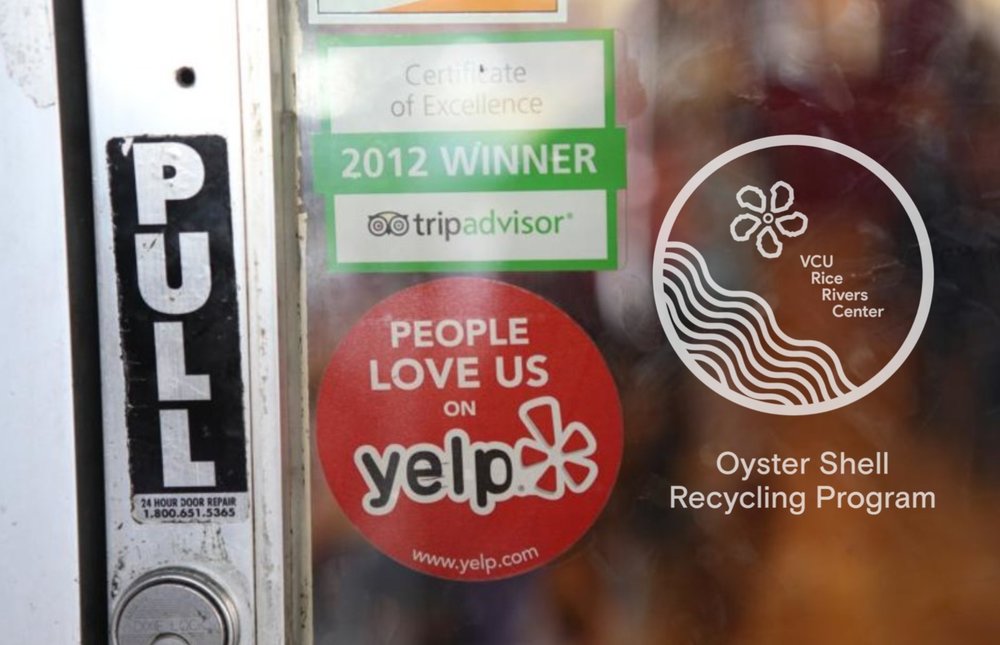 PULL
24 HOUR DOOR REPAIR
1.800.651.5365
Certificate
of Excellence
2012 WINNER
tripadvisor®
PEOPLE
LOVE US
ON
yelp
www.yelp.com
VCU
Rice
Rivers
Center
Oyster Shell
Recycling Program